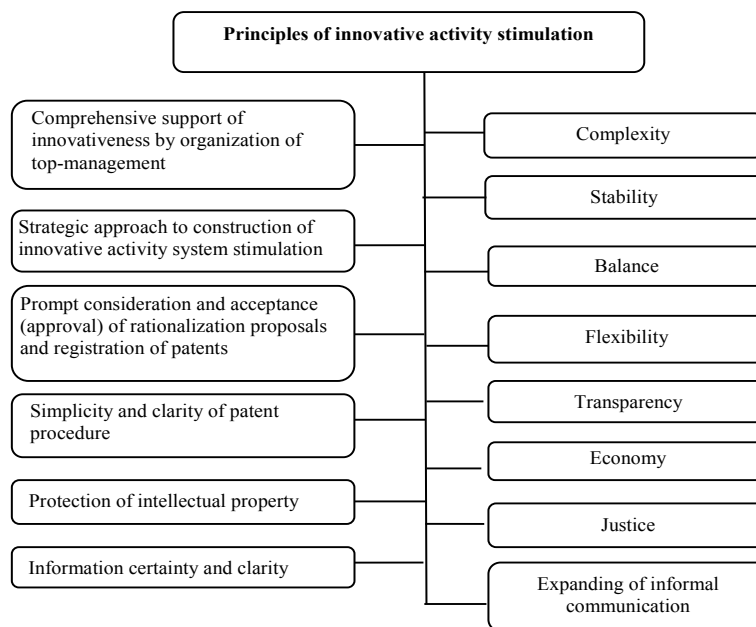 Principles of innovative activity stimulation
Comprehensive support of
innovativeness by organization of
top-management
Strategic approach to construction of
innovative activity system stimulation
Prompt consideration and acceptance
(approval) of rationalization proposals
and registration of patents
Simplicity and clarity of patent
procedure
Protection of intellectual property
Information certainty and clarity
Complexity
Stability
Balance
Flexibility
Transparency
Economy
Justice
Expanding of informal
communication